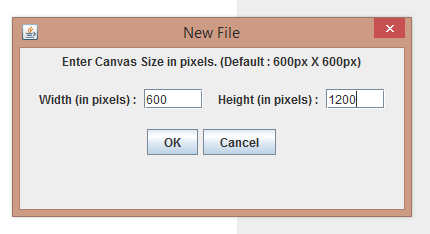 New File
Enter Canvas Size in pixels. (Default : 600px X 600px)
Width (in pixels) : 600 Height (in pixels) : 1200
OK Cancel